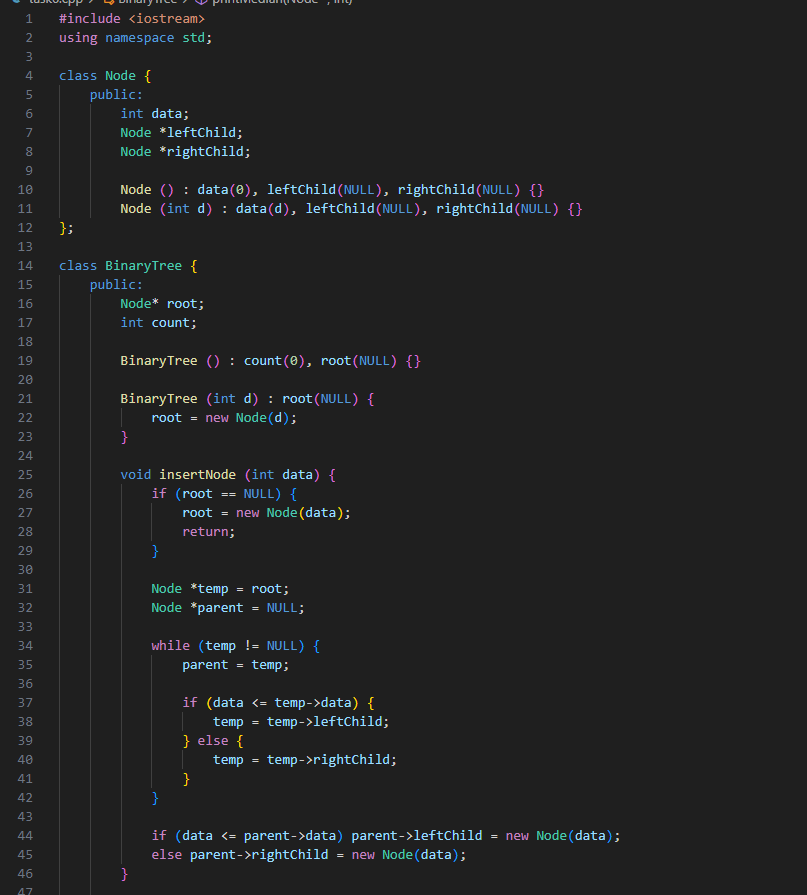 task6.cpp > BinaryTree > printMedian(Node *, int)
1 #include <iostream>
2 using namespace std;
3
4 class Node {
5     public:
6         int data;
7         Node *leftChild;
8         Node *rightChild;
9
10         Node () : data(0), leftChild(NULL), rightChild(NULL) {}
11         Node (int d) : data(d), leftChild(NULL), rightChild(NULL) {}
12 };
13
14 class BinaryTree {
15     public:
16         Node* root;
17         int count;
18
19         BinaryTree () : count(0), root(NULL) {}
20
21         BinaryTree (int d) : root(NULL) {
22             root = new Node(d);
23         }
24
25         void insertNode (int data) {
26             if (root == NULL) {
27                 root = new Node(data);
28                 return;
29             }
30
31             Node *temp = root;
32             Node *parent = NULL;
33
34             while (temp != NULL) {
35                 parent = temp;
36
37                 if (data <= temp->data) {
38                     temp = temp->leftChild;
39                 } else {
40                     temp = temp->rightChild;
41                 }
42             }
43
44             if (data <= parent->data) parent->leftChild = new Node(data);
45             else parent->rightChild = new Node(data);
46         }
47